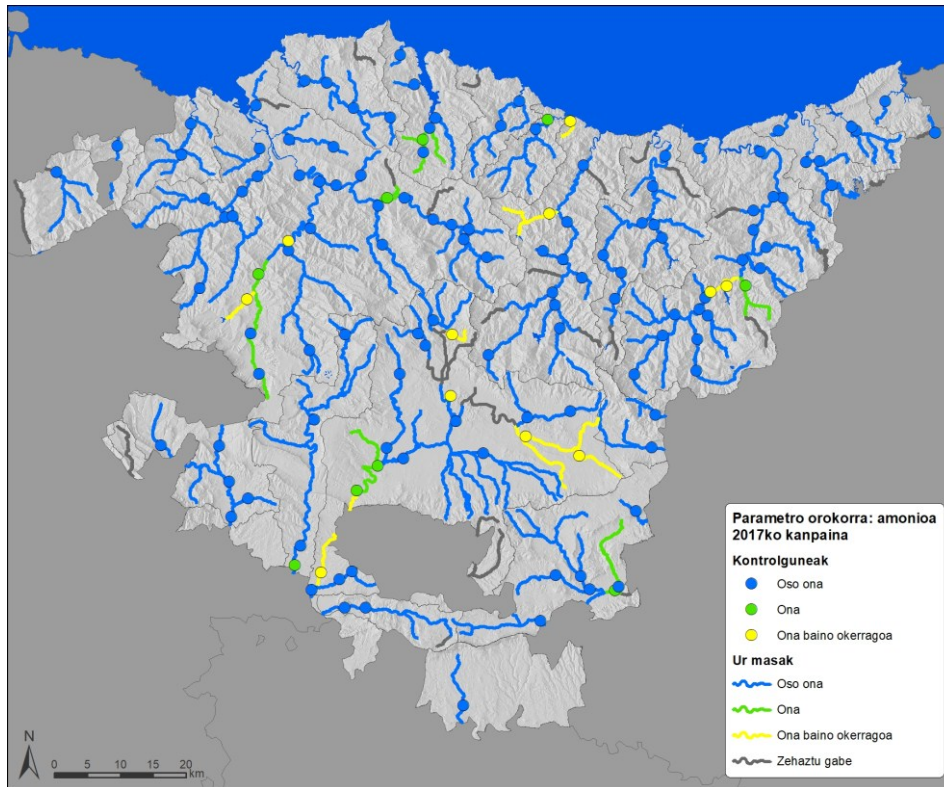 Parametro orokorra: amonioa
2017ko kanpaina
Kontrolguneak
Oso ona
Ona
Ona baino okerragoa
Ur masak
Oso ona
Ona
Ona baino okerragoa
Zehaztu gabe
N
0 5 10 15 20
km